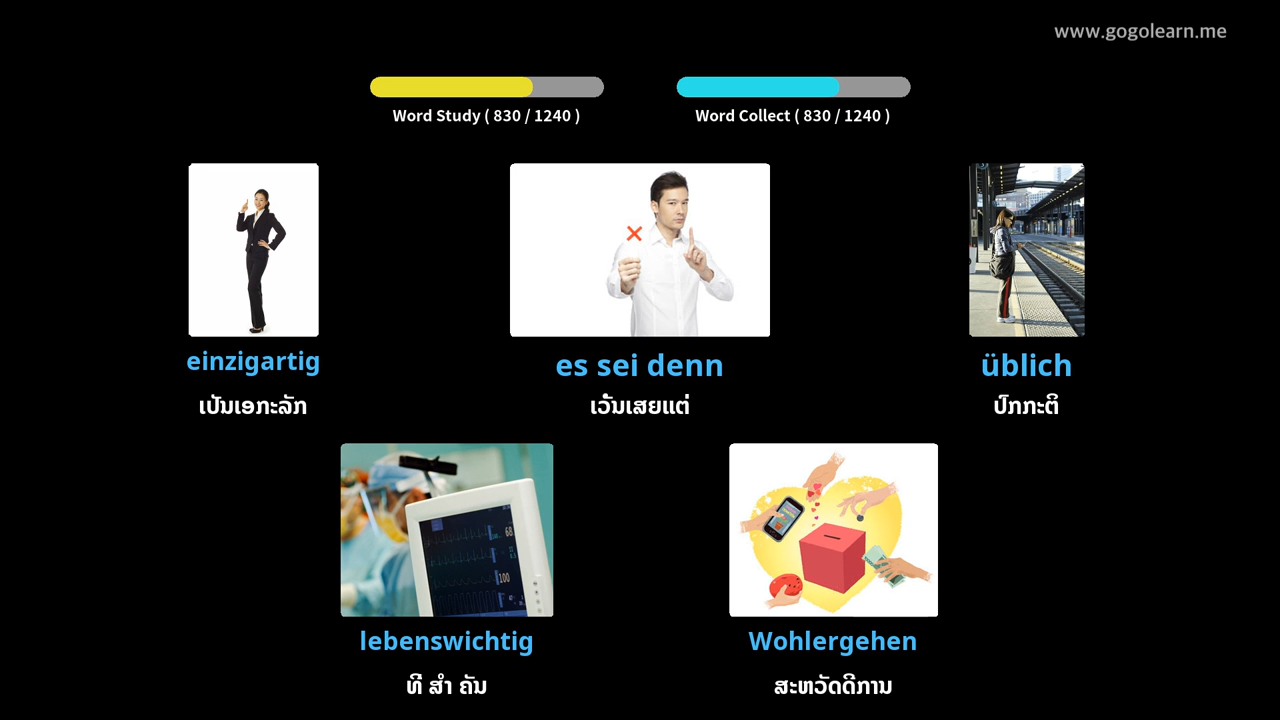 www.gogolearn.me
Word Study ( 830 / 1240 )
Word Collect ( 830 / 1240 )
einzigartig
es sei denn
üblich
ເປັນເອກະລັກ
ເວັ້ນເສຍແຕ່
ປົກກະຕິ
lebenswichtig
Wohlergehen
ທີ່ ສຳ ຄັນ
ສະຫວັດດີການ